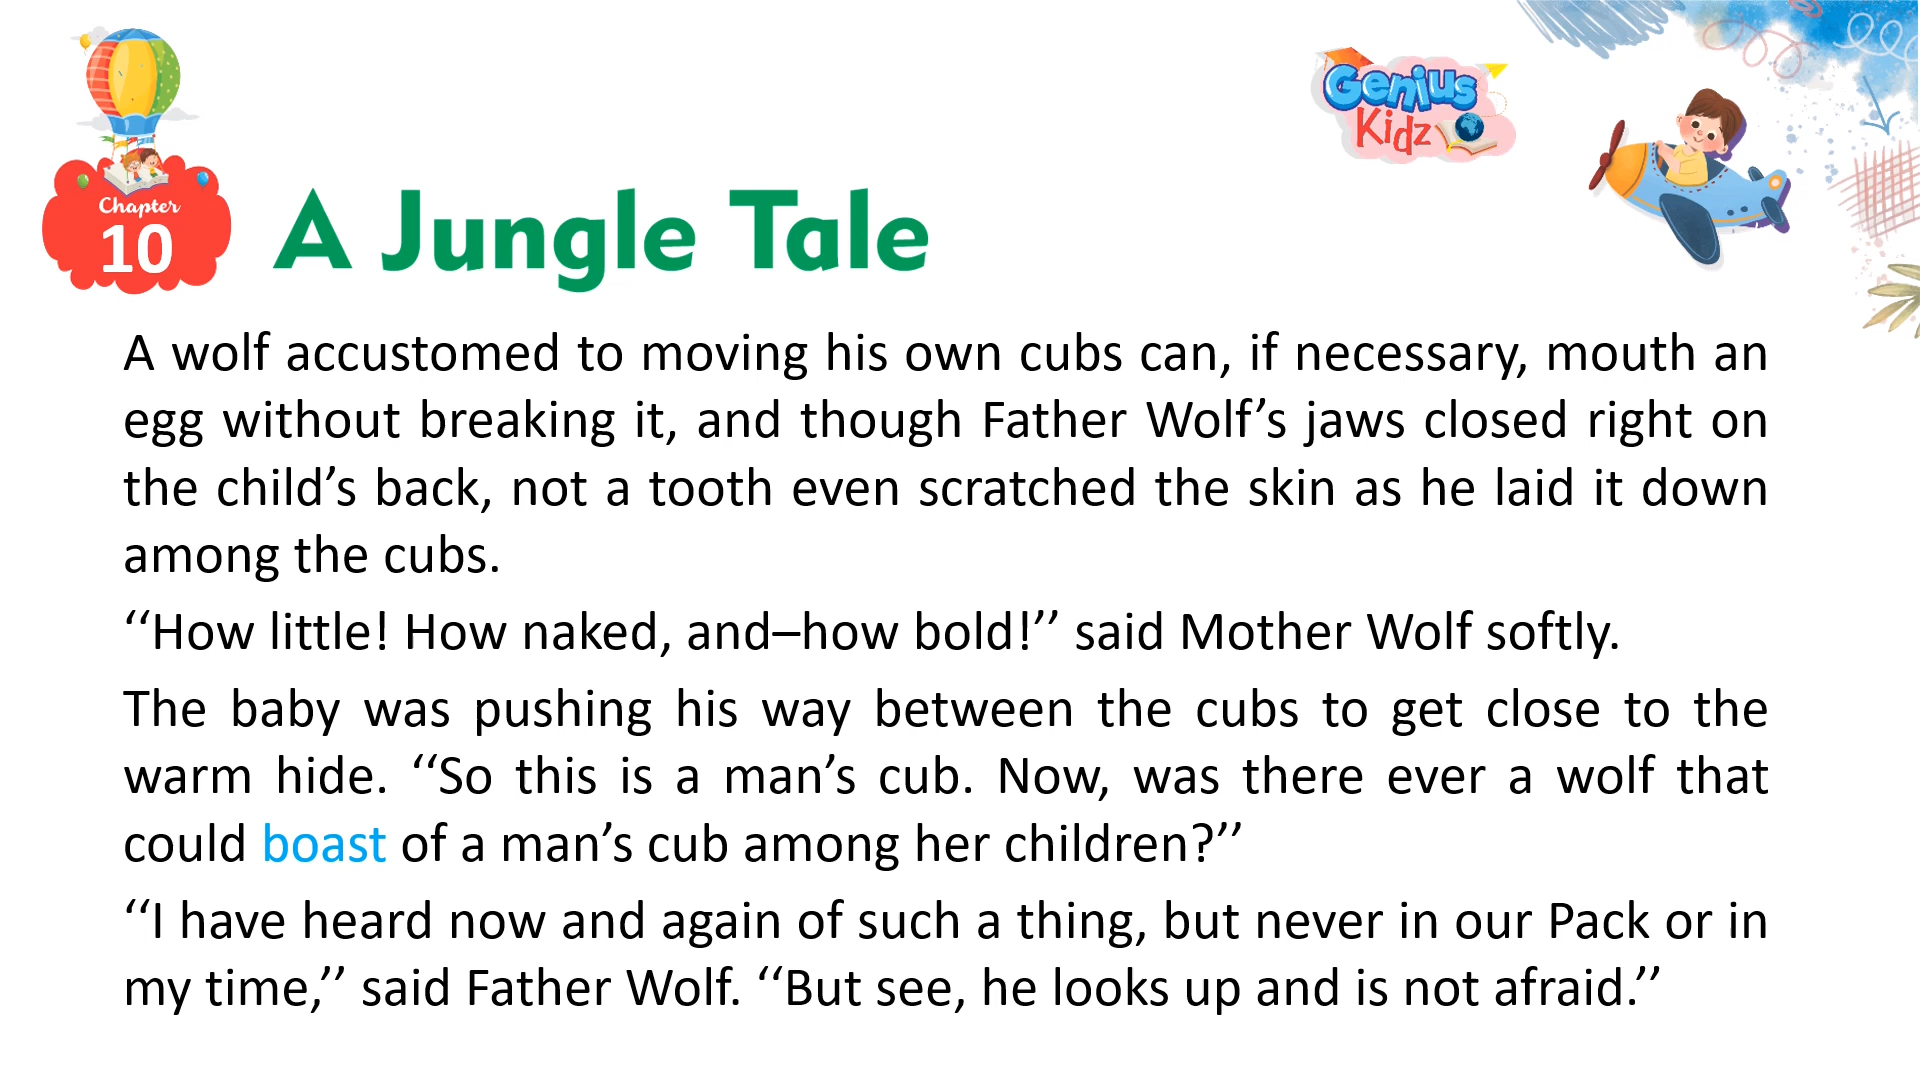 Genius
Kidz
Chapter
10
A Jungle Tale
A wolf accustomed to moving his own cubs can, if necessary, mouth an
egg without breaking it, and though Father Wolf’s jaws closed right on
the child’s back, not a tooth even scratched the skin as he laid it down
among the cubs.
‘‘How little! How naked, and–how bold!’’ said Mother Wolf softly.
The baby was pushing his way between the cubs to get close to the
warm hide. ‘‘So this is a man’s cub. Now, was there ever a wolf that
could boast of a man’s cub among her children?’’
‘‘I have heard now and again of such a thing, but never in our Pack or in
my time,’’ said Father Wolf. ‘‘But see, he looks up and is not afraid.’’